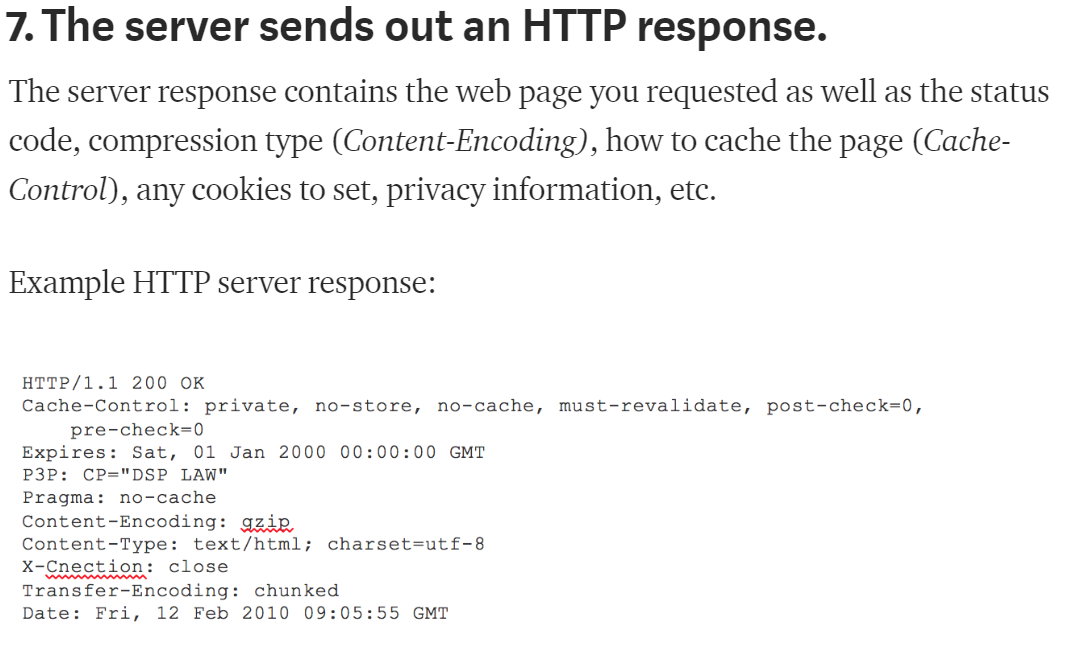 7. The server sends out an HTTP response.
The server response contains the web page you requested as well as the status
code, compression type (Content-Encoding), how to cache the page (Cache-
Control), any cookies to set, privacy information, etc.
Example HTTP server response:
HTTP/1.1 200 OK
Cache-Control: private, no-store, no-cache, must-revalidate, post-check=0,
pre-check=0
Expires: Sat, 01 Jan 2000 00:00:00 GMT
P3P: CP="DSP LAW"
Pragma: no-cache
Content-Encoding: gzip
Content-Type: text/html; charset=utf-8
X-Cnection: close
Transfer-Encoding: chunked
Date: Fri, 12 Feb 2010 09:05:55 GMT